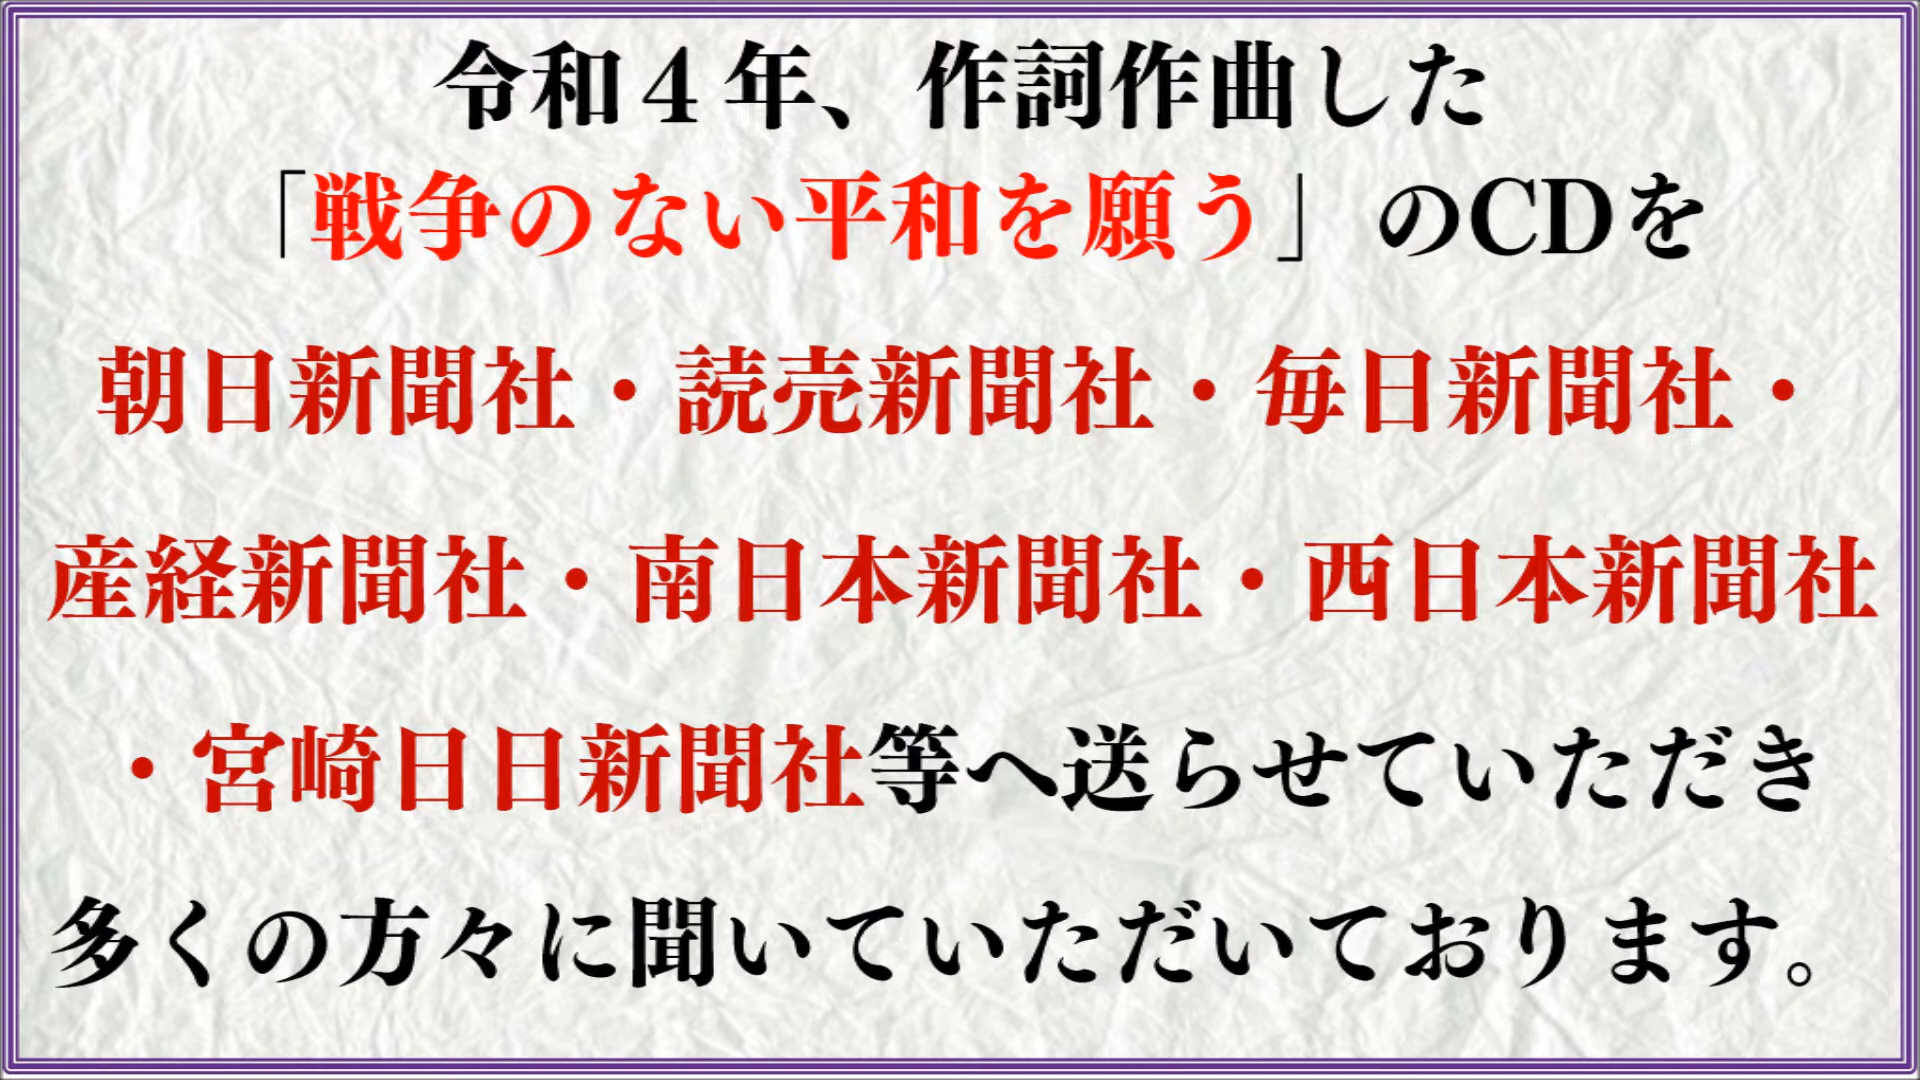 令和４年、作詞作曲した
「戦争のない平和を願う」のCDを
朝日新聞社・読売新聞社・毎日新聞社・
産経新聞社・南日本新聞社・西日本新聞社
・宮崎日日新聞社等へ送らせていただき
多くの方々に聞いていただいております。